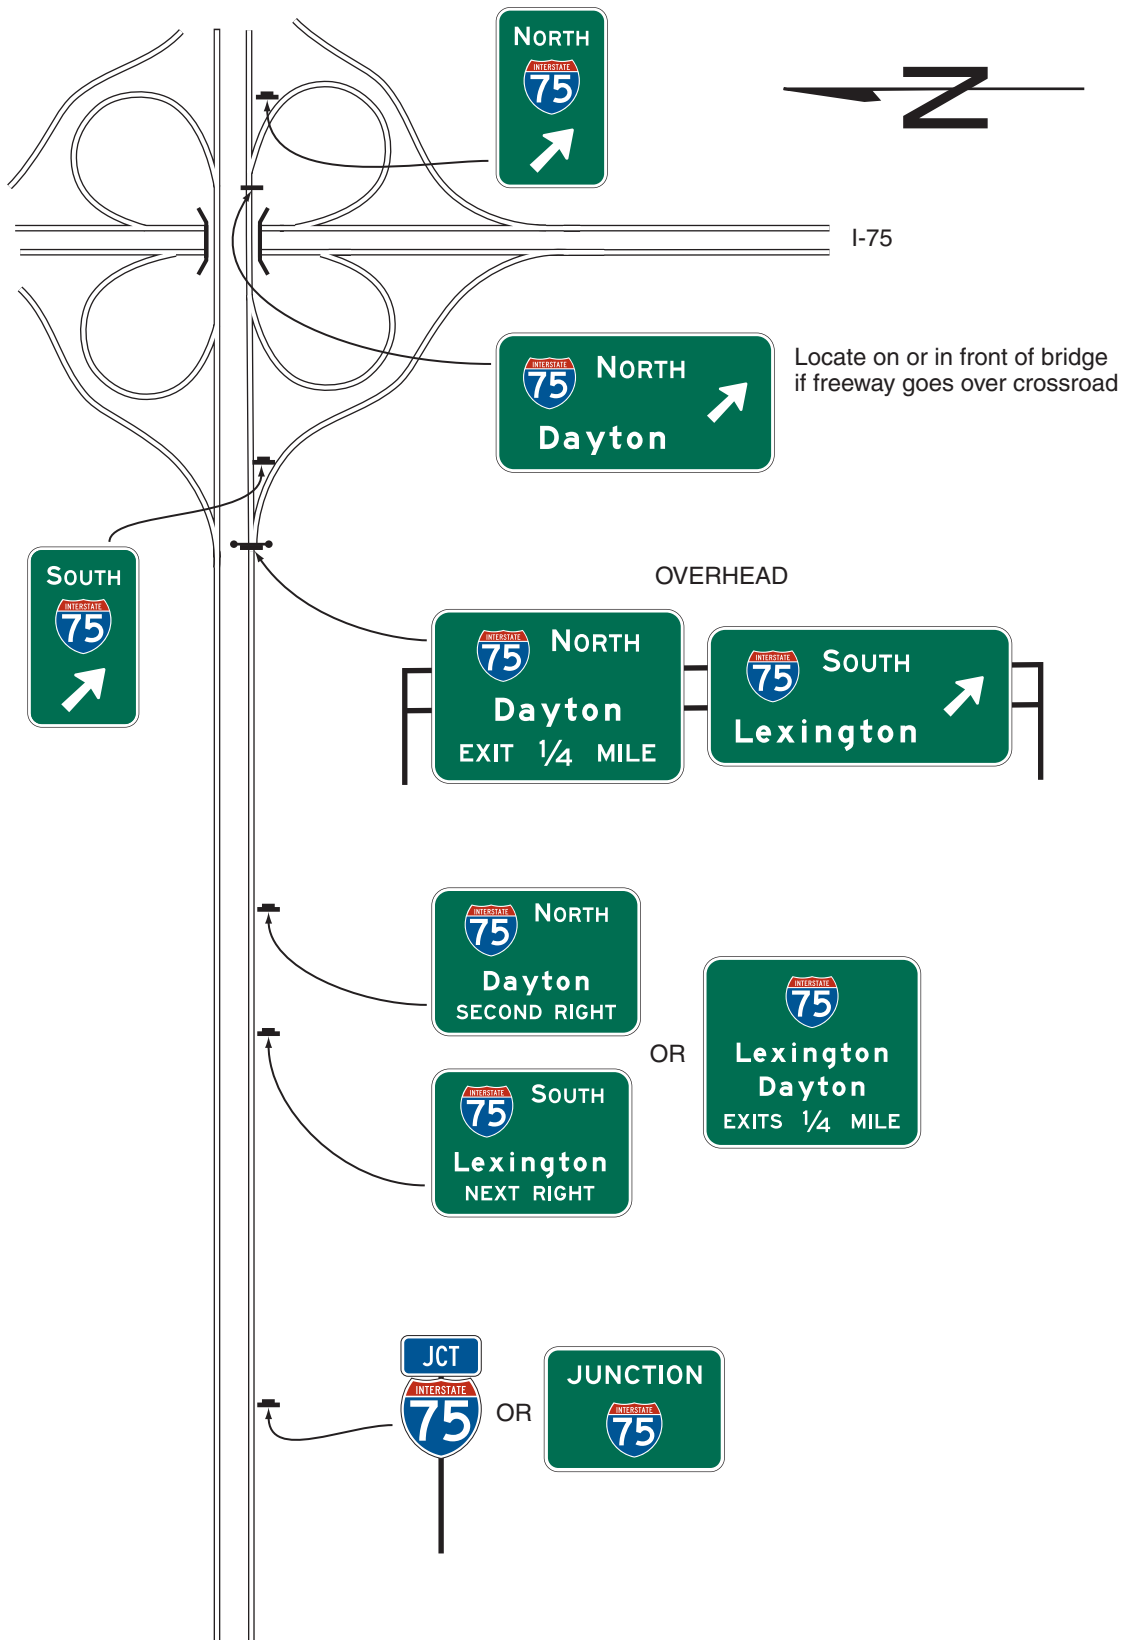 NORTH
INTERSTATE
75
N
I-75
INTERSTATE
75
NORTH
Dayton
Locate on or in front of bridge
if freeway goes over crossroad
SOUTH
INTERSTATE
75
OVERHEAD
INTERSTATE
75
NORTH
Dayton
EXIT 1/4 MILE
INTERSTATE
75
SOUTH
Lexington
INTERSTATE
75
NORTH
Dayton
SECOND RIGHT
INTERSTATE
75
SOUTH
Lexington
NEXT RIGHT
OR
INTERSTATE
75
Lexington
Dayton
EXITS 1/4 MILE
JCT
INTERSTATE
75
OR
JUNCTION
INTERSTATE
75